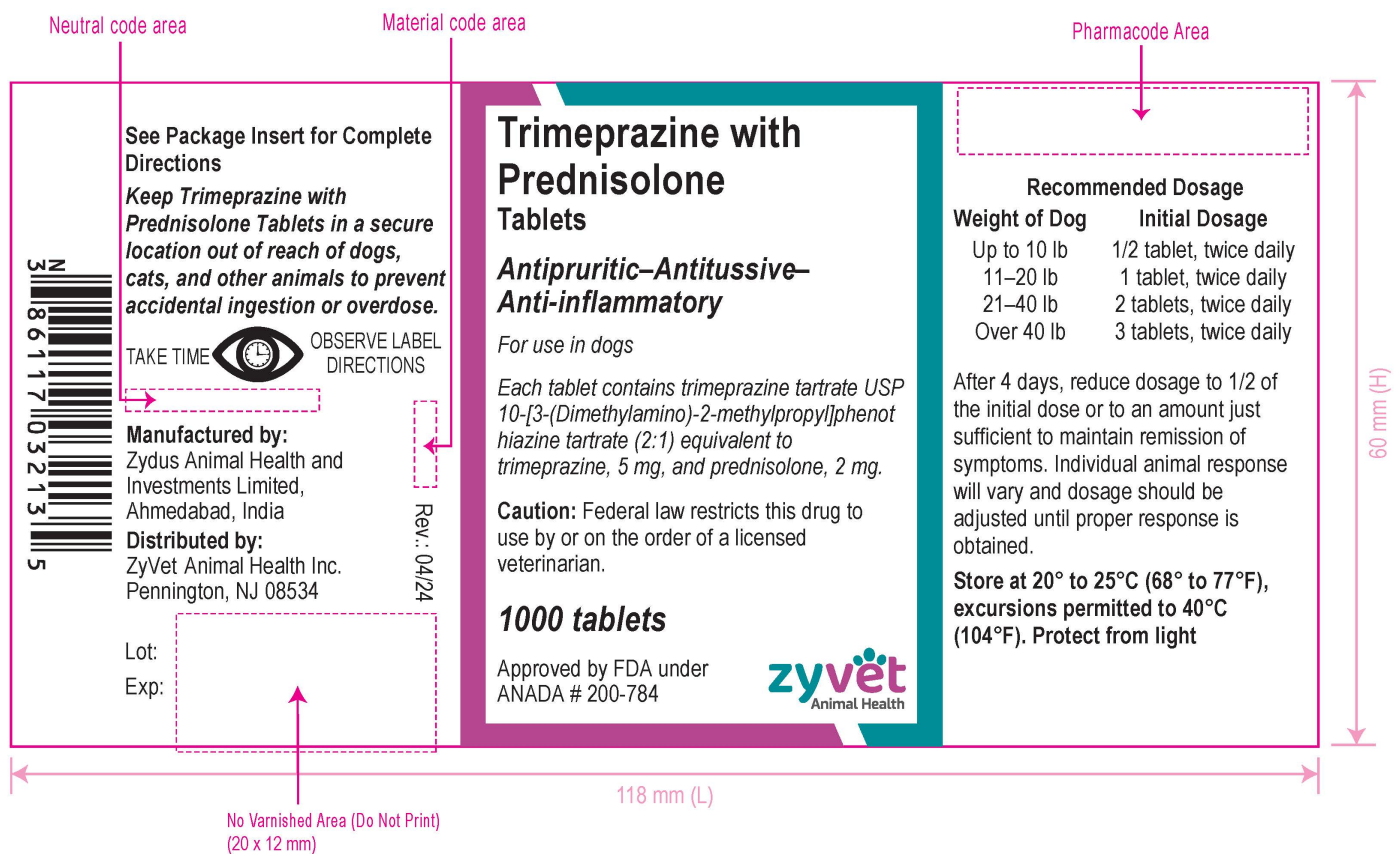 Neutral code area
Material code area
Pharmacode Area
See Package Insert for Complete
Directions
Keep Trimeprazine with
Prednisolone Tablets in a secure
location out of reach of dogs,
cats, and other animals to prevent
accidental ingestion or overdose.
TAKE TIME
OBSERVE LABEL
DIRECTIONS
N
3 86117 03213 5
Manufactured by:
Zydus Animal Health and
Investments Limited,
Ahmedabad, India
Distributed by:
ZyVet Animal Health Inc.
Pennington, NJ 08534
Rev.: 04/24
Lot:
Exp:
No Varnished Area (Do Not Print)
(20 x 12 mm)
Trimeprazine with
Prednisolone
Tablets
Antipruritic–Antitussive–
Anti-inflammatory
For use in dogs
Each tablet contains trimeprazine tartrate USP
10-[3-(Dimethylamino)-2-methylpropyl]phenot
hiazine tartrate (2:1) equivalent to
trimeprazine, 5 mg, and prednisolone, 2 mg.
Caution: Federal law restricts this drug to
use by or on the order of a licensed
veterinarian.
1000 tablets
Approved by FDA under
ANADA # 200-784
zyvet
Animal Health
Recommended Dosage
Weight of Dog Initial Dosage
Up to 10 lb 1/2 tablet, twice daily
11–20 lb 1 tablet, twice daily
21–40 lb 2 tablets, twice daily
Over 40 lb 3 tablets, twice daily
After 4 days, reduce dosage to 1/2 of
the initial dose or to an amount just
sufficient to maintain remission of
symptoms. Individual animal response
will vary and dosage should be
adjusted until proper response is
obtained.
Store at 20° to 25°C (68° to 77°F),
excursions permitted to 40°C
(104°F). Protect from light
60 mm (H)
118 mm (L)